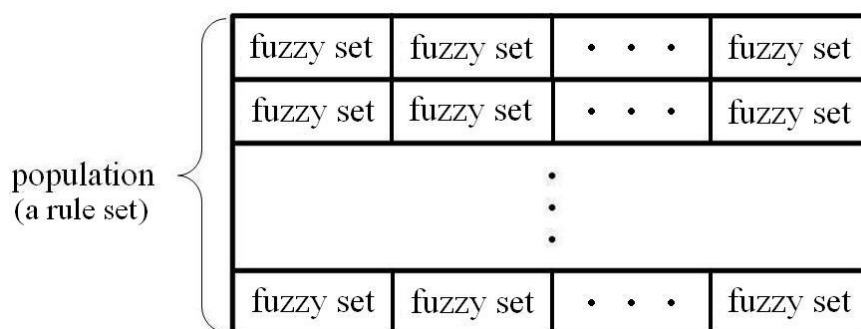 fuzzy set fuzzy set . . . fuzzy set
fuzzy set fuzzy set . . . fuzzy set
population
(a rule set)
.
.
.
fuzzy set fuzzy set . . . fuzzy set